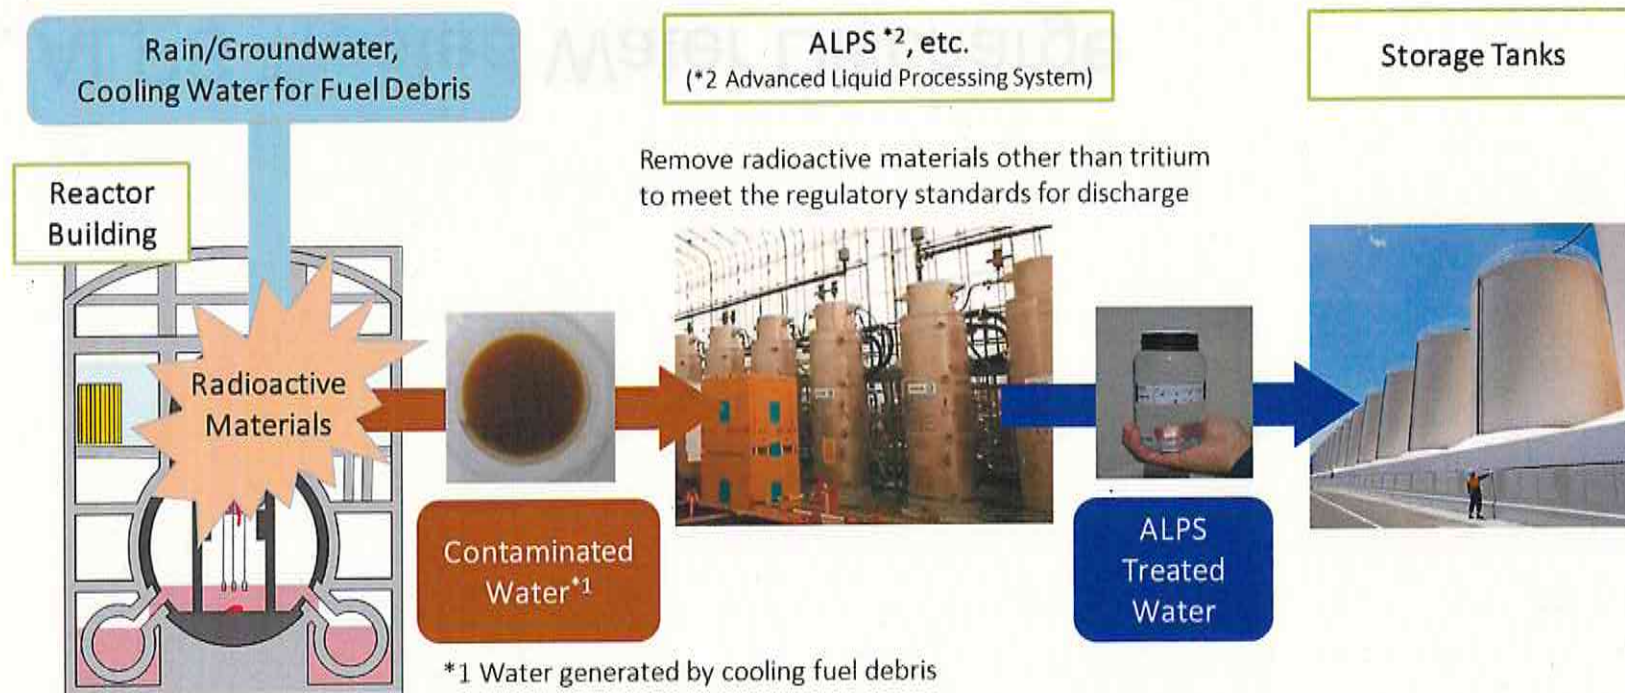 Rain/Groundwater,
Cooling Water for Fuel Debris
ALPS *2, etc.
(*2 Advanced Liquid Processing System)
Storage Tanks
Remove radioactive materials other than tritium
to meet the regulatory standards for discharge
Reactor
Building
Radioactive
Materials
Contaminated
Water*1
ALPS
Treated
Water
*1 Water generated by cooling fuel debris